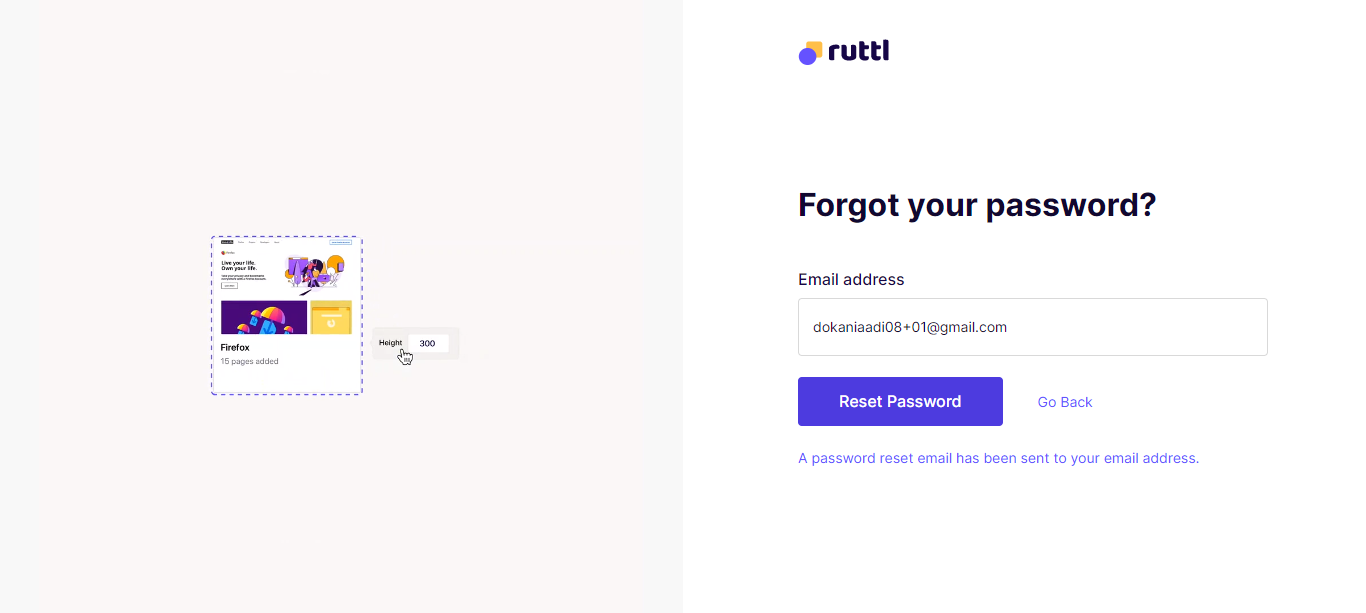 ruttl
Forgot your password?
Email address
dokaniaadi08+01@gmail.com
Reset Password
Go Back
A password reset email has been sent to your email address.
Live your life.
Own your life.
Firefox
15 pages added
Height 300